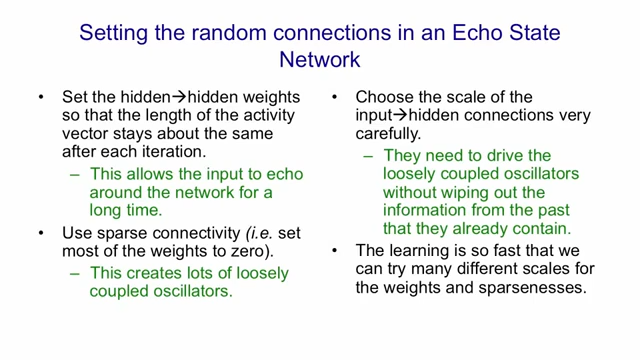 Setting the random connections in an Echo State
Network
• Set the hidden→hidden weights
so that the length of the activity
vector stays about the same
after each iteration.
– This allows the input to echo
around the network for a
long time.
• Use sparse connectivity (i.e. set
most of the weights to zero).
– This creates lots of loosely
coupled oscillators.
• Choose the scale of the
input→hidden connections very
carefully.
– They need to drive the
loosely coupled oscillators
without wiping out the
information from the past
that they already contain.
• The learning is so fast that we
can try many different scales for
the weights and sparsenesses.